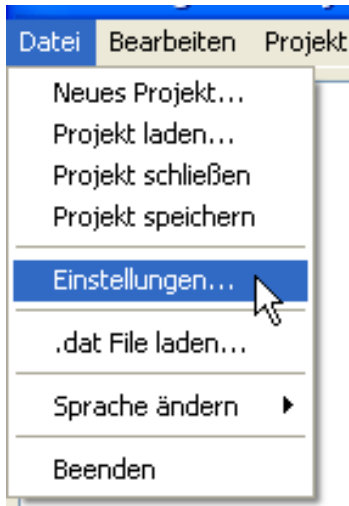 Datei Bearbeiten Projekt
Neues Projekt...
Projekt laden...
Projekt schließen
Projekt speichern
Einstellungen...
.dat File laden...
Sprache ändern
Beenden